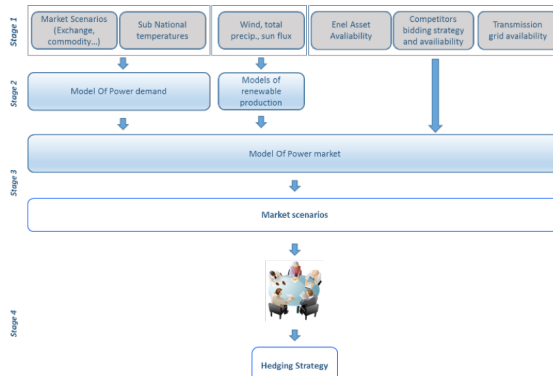 Stage 1
Market Scenarios
(Exchange,
commodity...)
Sub National
temperatures
Wind, total
precip., sun flux
Enel Asset
Avaliability
Competitors
bidding strategy
and availiability
Transmission
grid availability
Stage 2
Model Of Power demand
Models of
renewable
production
Model Of Power market
Stage 3
Market scenarios
Stage 4
Hedging Strategy